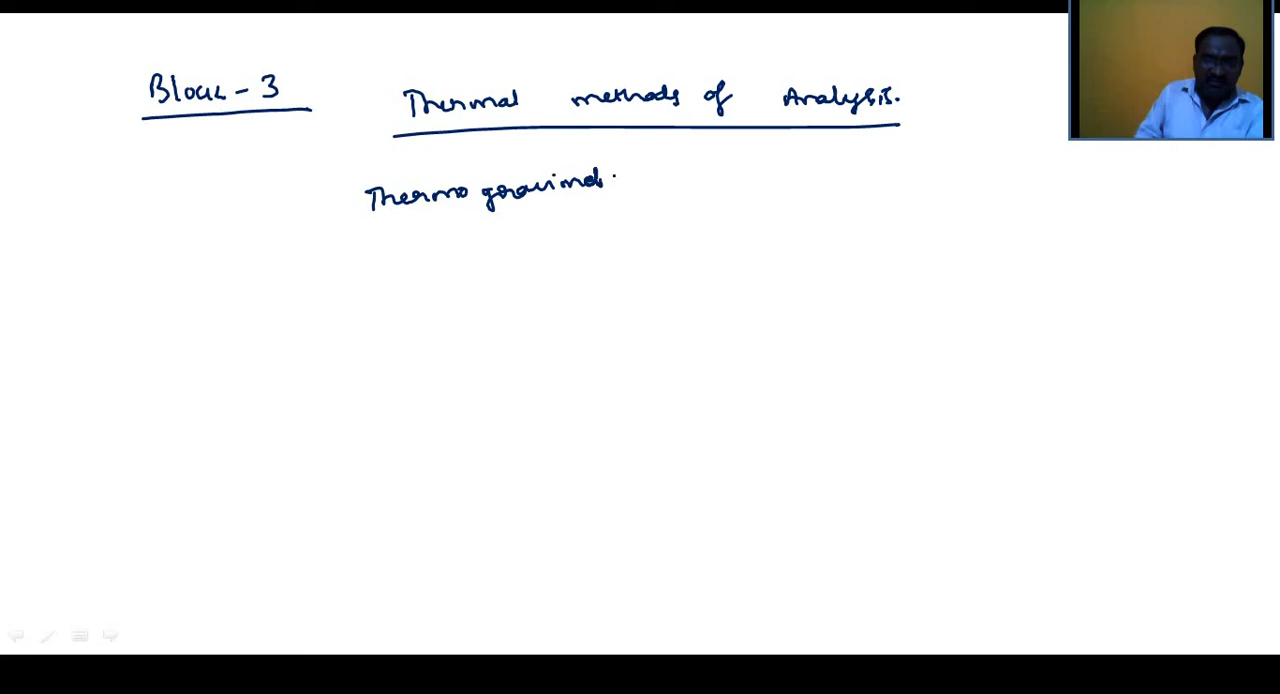 Block - 3
Thermal methods of Analysis.
Thermo gravimet